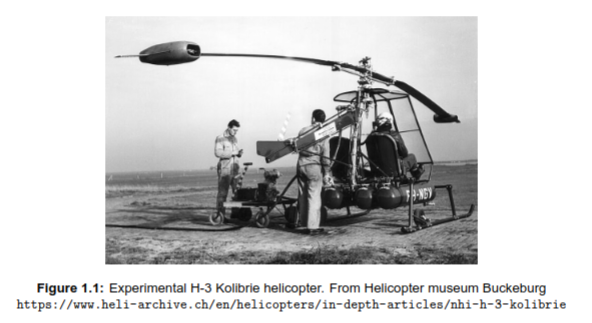 Figure 1.1: Experimental H-3 Kolibrie helicopter. From Helicopter museum Buckeburg
https://www.heli-archive.ch/en/helicopters/in-depth-articles/nhi-h-3-kolibrie